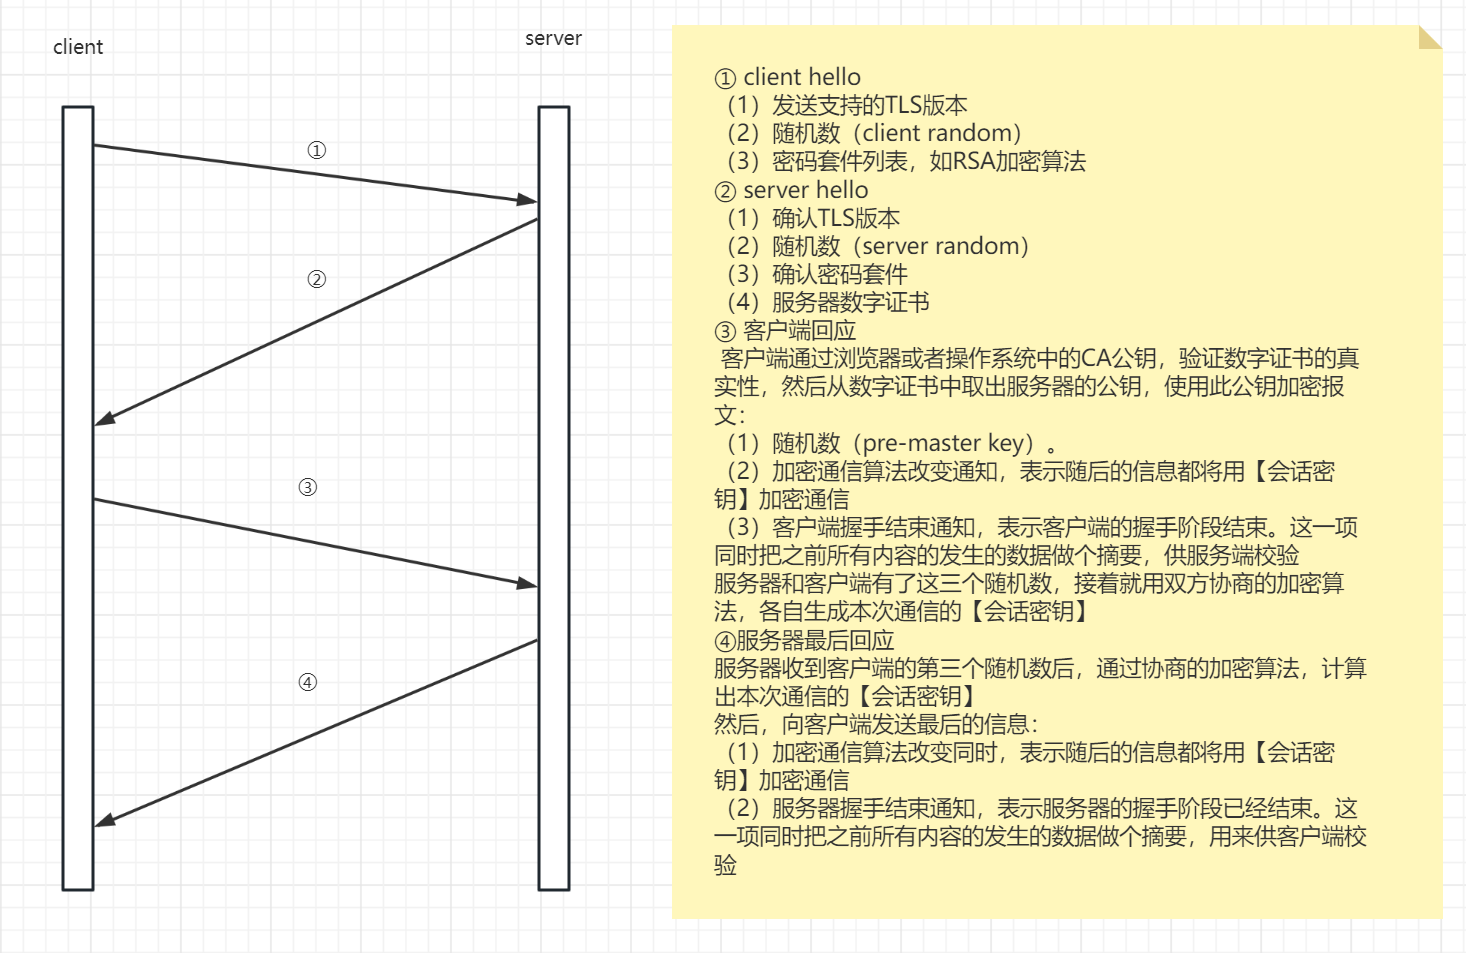 client
server
①
②
③
④
① client hello
（1）发送支持的TLS版本
（2）随机数（client random）
（3）密码套件列表，如RSA加密算法
② server hello
（1）确认TLS版本
（2）随机数（server random）
（3）确认密码套件
（4）服务器数字证书
③ 客户端回应
客户端通过浏览器或者操作系统中的CA公钥，验证数字证书的真
实性，然后从数字证书中取出服务器的公钥，使用此公钥加密报
文：
（1）随机数（pre-master key）。
（2）加密通信算法改变通知，表示随后的信息都将用【会话密
钥】加密通信
（3）客户端握手结束通知，表示客户端的握手阶段结束。这一项
同时把之前所有内容的发生的数据做个摘要，供服务端校验
服务器和客户端有了这三个随机数，接着就用双方协商的加密算
法，各自生成本次通信的【会话密钥】
④服务器最后回应
服务器收到客户端的第三个随机数后，通过协商的加密算法，计算
出本次通信的【会话密钥】
然后，向客户端发送最后的信息：
（1）加密通信算法改变同时，表示随后的信息都将用【会话密
钥】加密通信
（2）服务器握手结束通知，表示服务器的握手阶段已经结束。这
一项同时把之前所有内容的发生的数据做个摘要，用来供客户端校
验